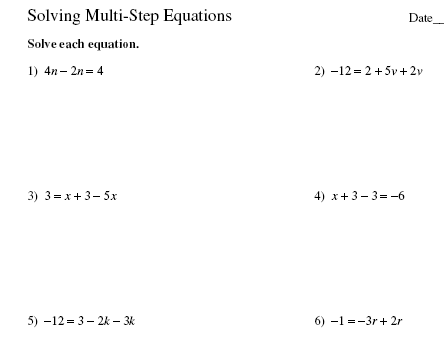 Solving Multi-Step Equations Date__
Solve each equation.
1) 4n − 2n = 4 2) −12 = 2 + 5v + 2v
3) 3 = x + 3 − 5x 4) x + 3 − 3 = −6
5) −12 = 3 − 2k − 3k 6) −1 = −3r + 2r